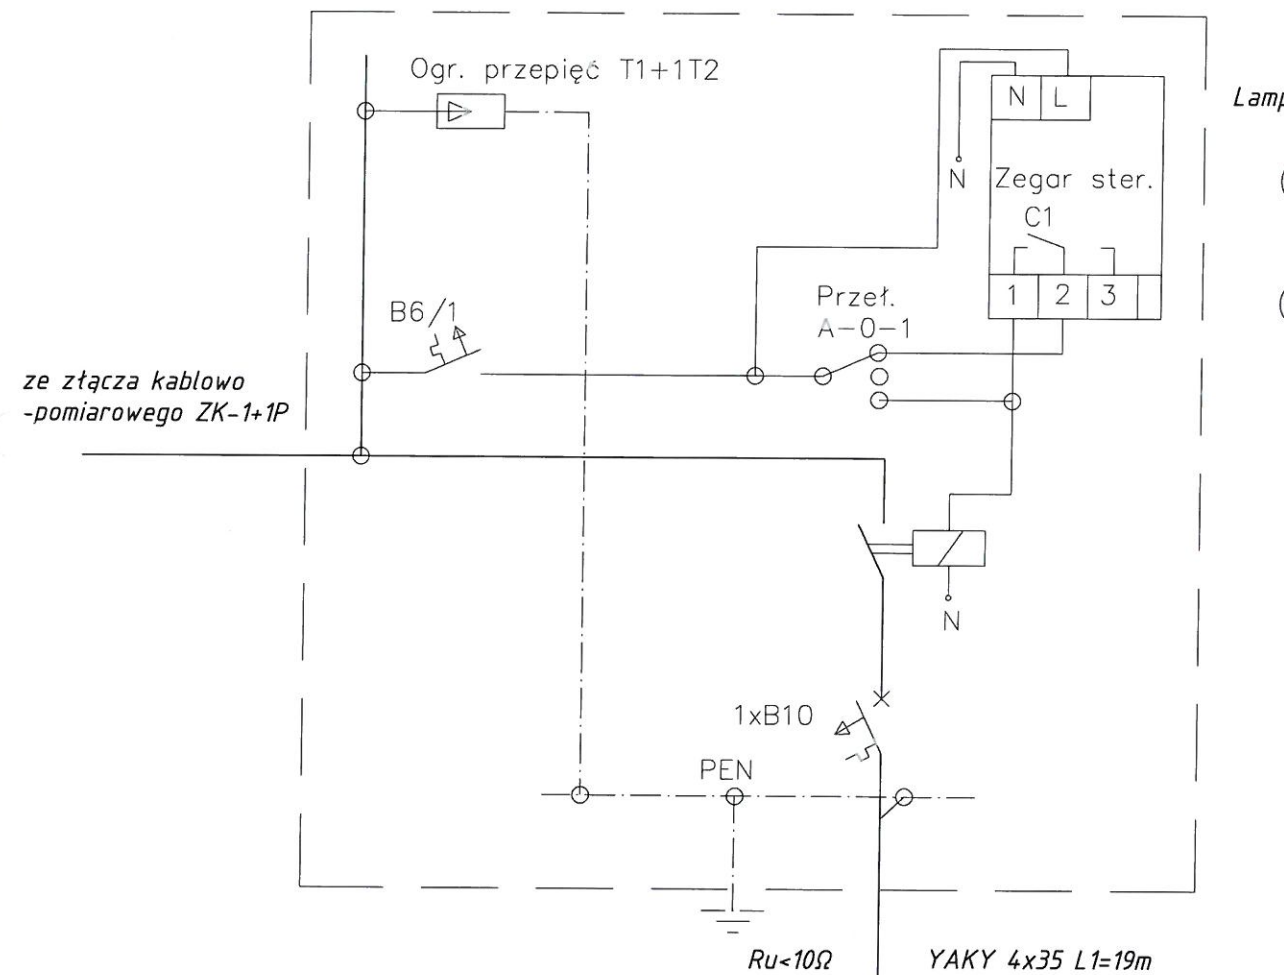 Ogr. przepięć T1+1T2
N L
Lamp
N
Zegar ster.
C1
1 2 3
Przeł.
A-0-1
B6/1
ze złącza kablowo
-pomiarowego ZK-1+1P
N
1xB10
PEN
Ru<10Ω
YAKY 4x35 L1=19m